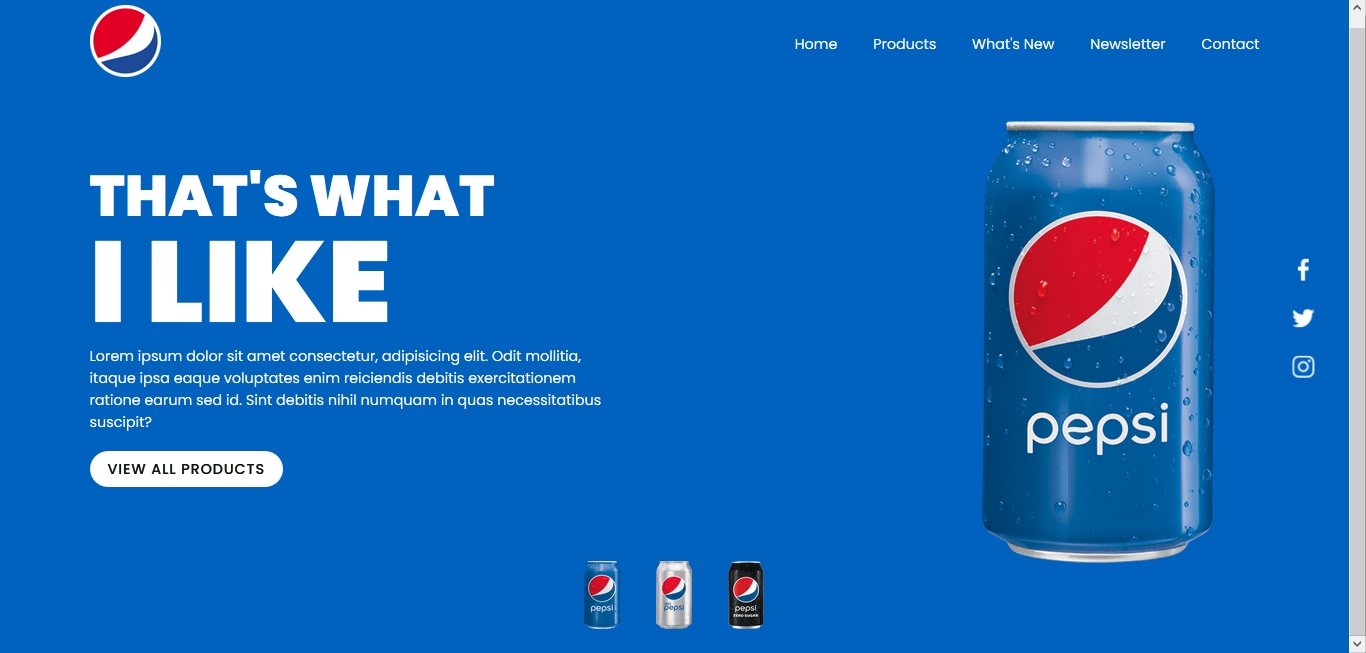 Home Products What's New Newsletter Contact
THAT'S WHAT
I LIKE
Lorem ipsum dolor sit amet consectetur, adipisicing elit. Odit mollitia,
itaque ipsa eaque voluptates enim reiciendis debitis exercitationem
ratione earum sed id. Sint debitis nihil numquam in quas necessitatibus
suscipit?
VIEW ALL PRODUCTS
pepsi
pepsi
pepsi
pepsi
ZERO SUGAR